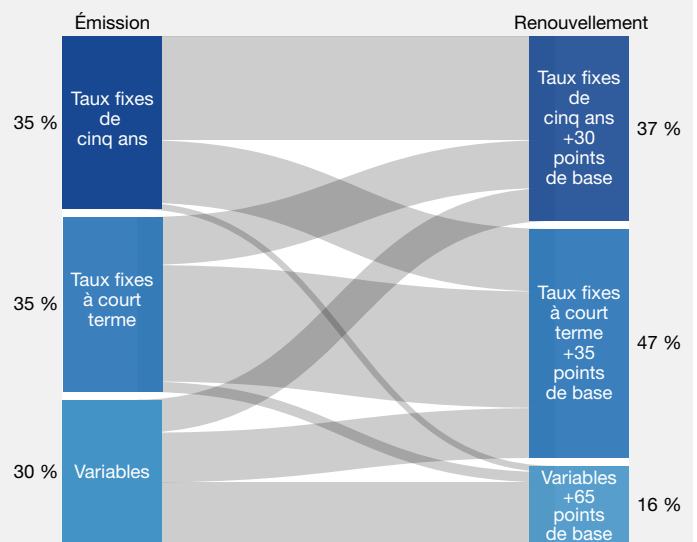 Émission
Renouvellement
35 %
Taux fixes
de
cinq ans
Taux fixes
de
cinq ans
+30
points
de base
37 %
35 %
Taux fixes
à court
terme
Taux fixes
à court
terme
+35
points
de base
47 %
30 %
Variables
Variables
+65
points
de base
16 %